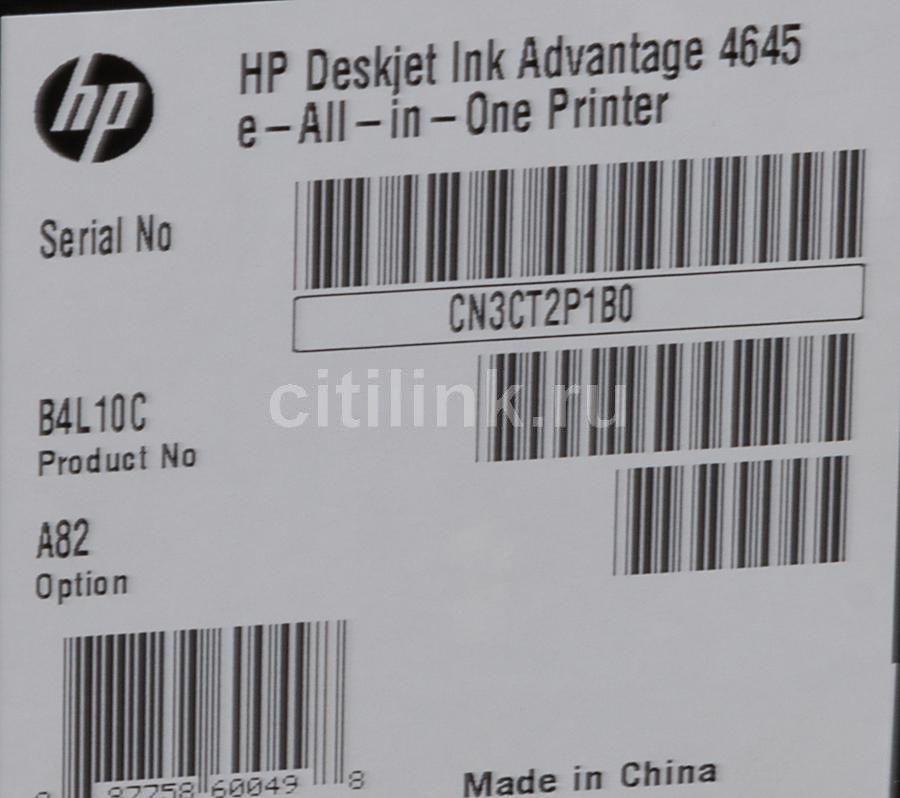 hp
HP Deskjet Ink Advantage 4645
e-All-in-One Printer
Serial No
CN3CT2P1B0
citilink.ru
B4L10C
Product No
A82
Option
87758 60049 8
Made in China